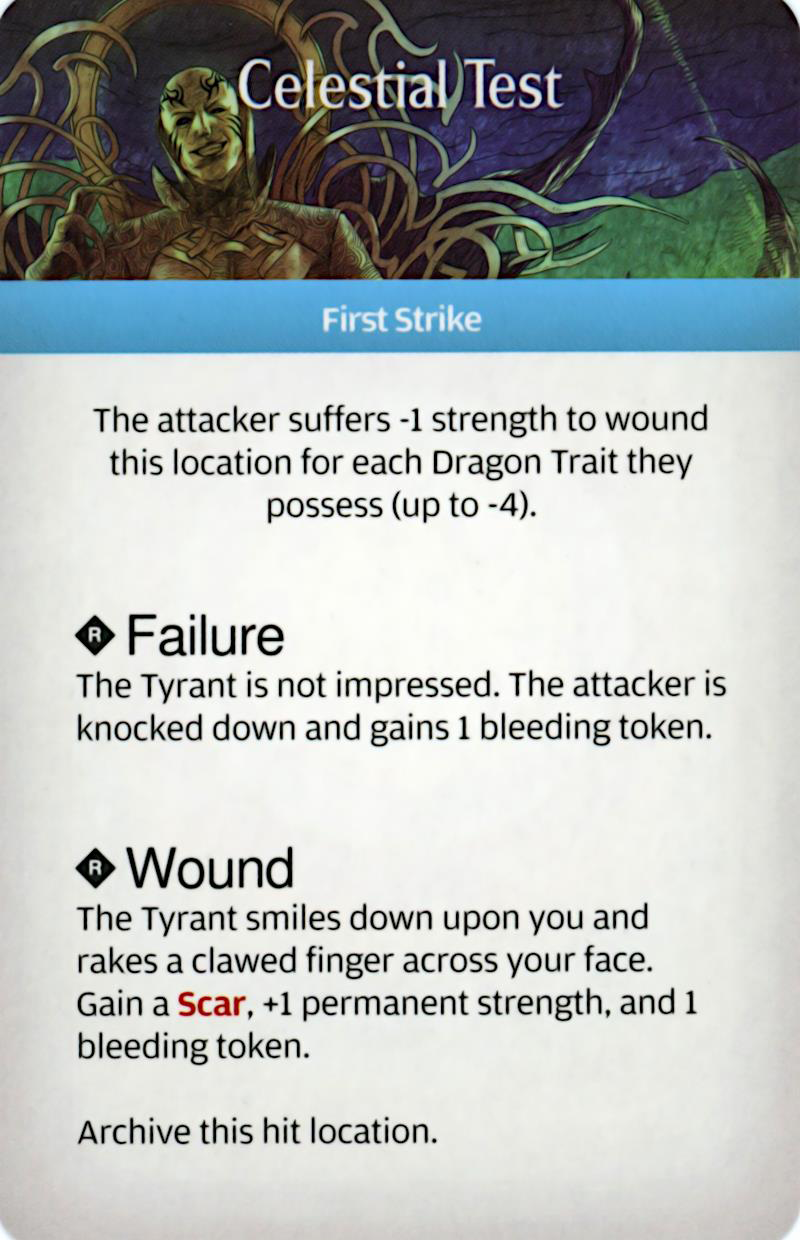 Celestial Test
First Strike
The attacker suffers -1 strength to wound
this location for each Dragon Trait they
possess (up to -4).
R Failure
The Tyrant is not impressed. The attacker is
knocked down and gains 1 bleeding token.
R Wound
The Tyrant smiles down upon you and
rakes a clawed finger across your face.
Gain a Scar, +1 permanent strength, and 1
bleeding token.
Archive this hit location.